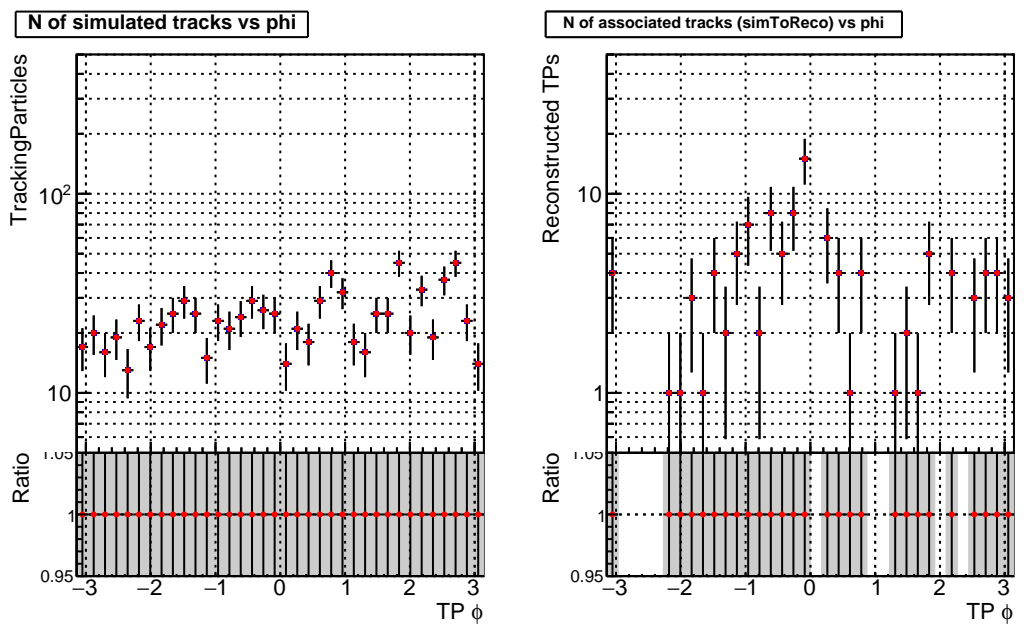 N of simulated tracks vs phi
TrackingParticles
10²
10
Ratio
1.05
1
0.95
−3 −2 −1 0 1 2 3
TP ϕ
N of associated tracks (simToReco) vs phi
Reconstructed TPs
10
1
Ratio
1.05
1
0.95
−3 −2 −1 0 1 2 3
TP ϕ